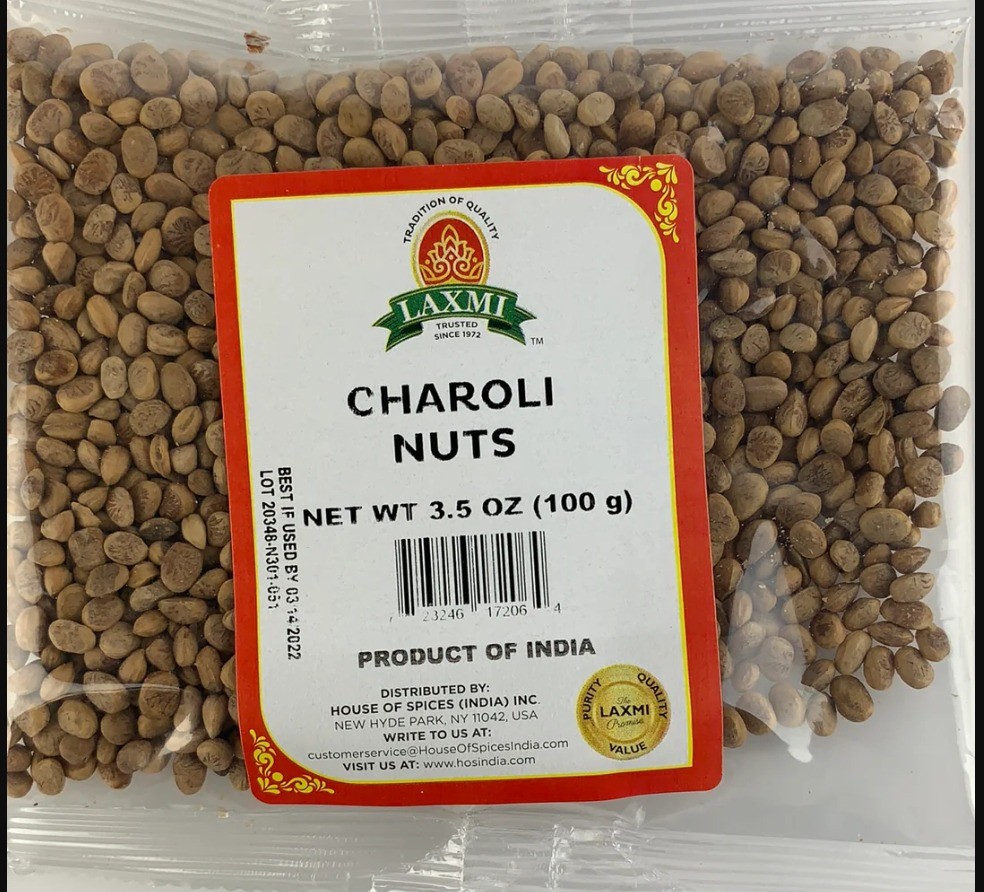 TRADITION OF QUALITY
LAXMI
TRUSTED
SINCE 1972
TM
CHAROLI
NUTS
NET WT 3.5 OZ (100 g)
BEST IF USED BY 03 14 2022
LOT 20348-N301-051
23246 17206 4
PRODUCT OF INDIA
DISTRIBUTED BY:
HOUSE OF SPICES (INDIA) INC.
NEW HYDE PARK, NY 11042, USA
WRITE TO US AT:
customerservice@HouseOfSpicesIndia.com
VISIT US AT: www.hosindia.com
PURITY
QUALITY
The
LAXMI
Promise
VALUE